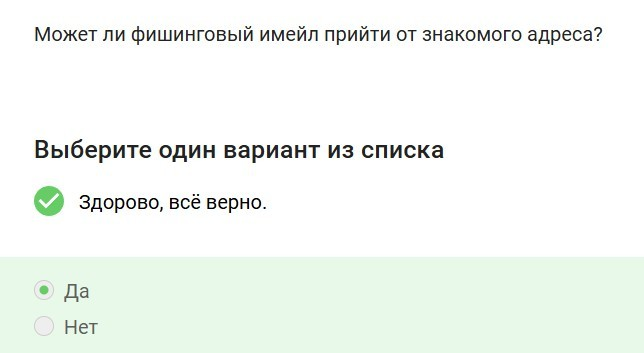 Может ли фишинговый имейл прийти от знакомого адреса?
Выберите один вариант из списка
Здорово, всё верно.
Да
Нет